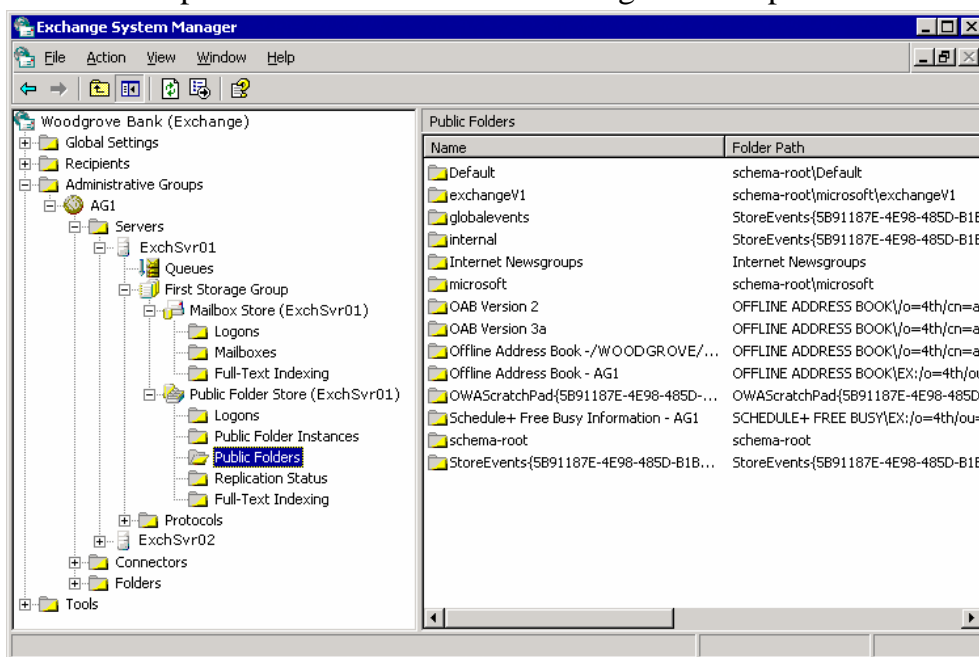 Exchange System Manager
File Action View Window Help
Woodgrove Bank (Exchange)
Global Settings
Recipients
Administrative Groups
AG1
Servers
ExchSvr01
Queues
First Storage Group
Mailbox Store (ExchSvr01)
Logons
Mailboxes
Full-Text Indexing
Public Folder Store (ExchSvr01)
Logons
Public Folder Instances
Public Folders
Replication Status
Full-Text Indexing
Protocols
ExchSvr02
Connectors
Folders
Tools
Public Folders
Name Folder Path
Default schema-root\Default
exchangeV1 schema-root\microsoft\exchangeV1
globalevents StoreEvents{5B91187E-4E98-485D-B1E
internal StoreEvents{5B91187E-4E98-485D-B1E
Internet Newsgroups Internet Newsgroups
microsoft schema-root\microsoft
OAB Version 2 OFFLINE ADDRESS BOOK\/o=4th/cn=a
OAB Version 3a OFFLINE ADDRESS BOOK\/o=4th/cn=a
Offline Address Book -/WOODGROVE/... OFFLINE ADDRESS BOOK\/o=4th/cn=a
Offline Address Book - AG1 OFFLINE ADDRESS BOOK\EX:/o=4th/ou
OWAScratchPad{5B91187E-4E98-485D-... OWAScratchPad{5B91187E-4E98-485D
Schedule+ Free Busy Information - AG1 SCHEDULE+ FREE BUSY\EX:/o=4th/ou=
schema-root schema-root
StoreEvents{5B91187E-4E98-485D-B1B... StoreEvents{5B91187E-4E98-485D-B1E